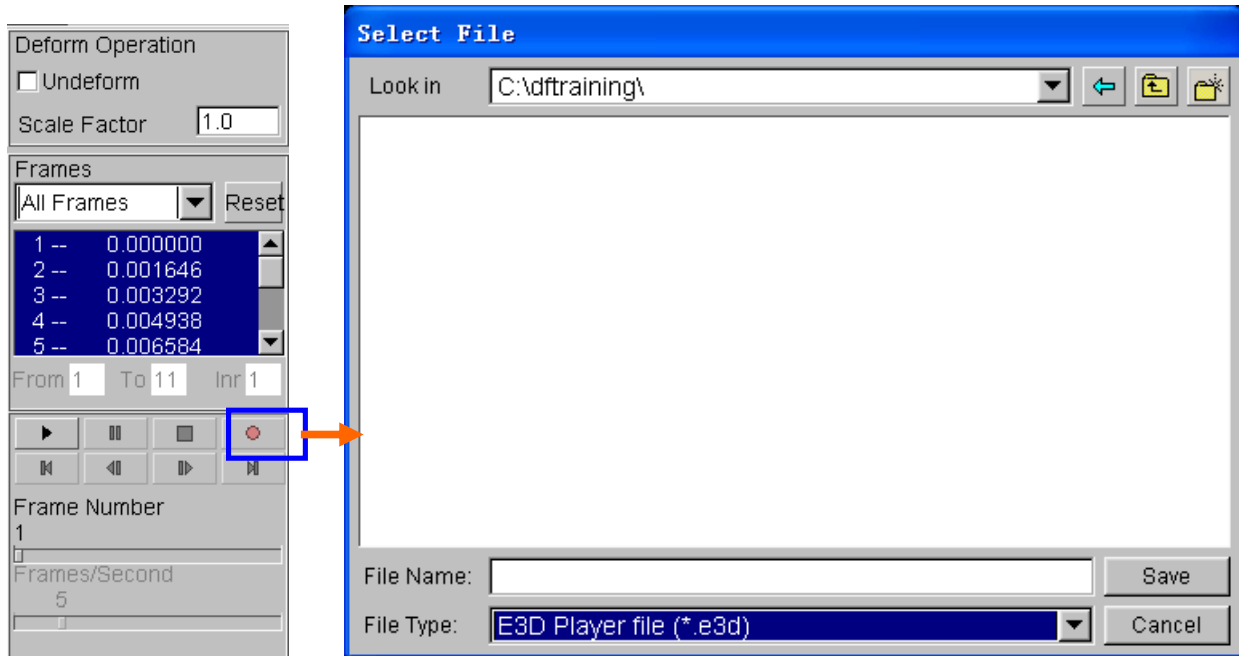 Deform Operation
Undeform
Scale Factor 1.0
Frames
All Frames Reset
1 -- 0.000000
2 -- 0.001646
3 -- 0.003292
4 -- 0.004938
5 -- 0.006584
From 1 To 11 Inr 1
Frame Number
1
Frames/Second
5
Select File
Look in C:\dftraining\
File Name: Save
File Type: E3D Player file (*.e3d) Cancel